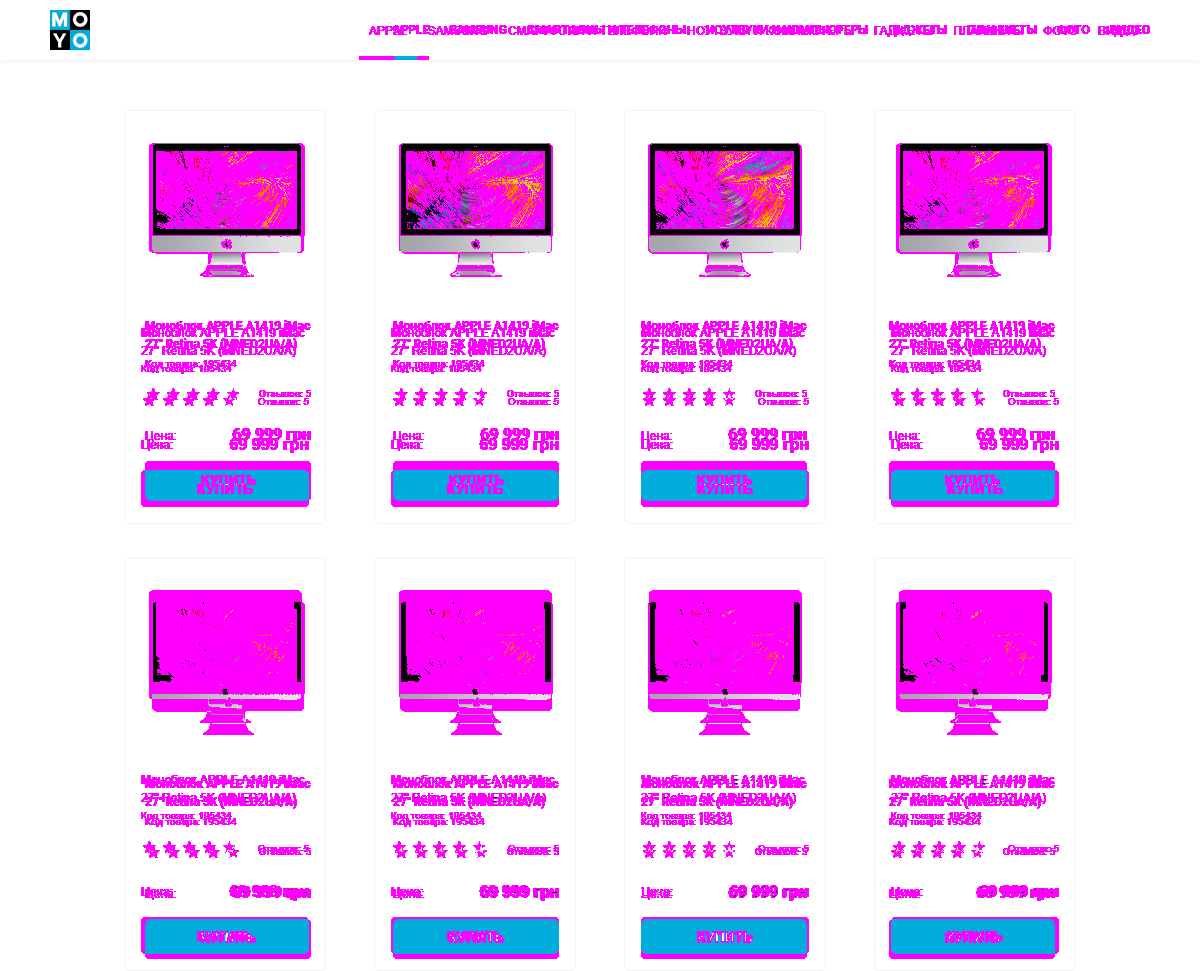 MOYO
APPLE SAMSUNG СМАРТФОНЫ НОУТБУКИ ГАДЖЕТЫ ПЛАНШЕТЫ ФОТО ВИДЕО
Моноблок APPLE A1419 iMac
27" Retina 5K (MNED2UA/A)
Код товара: 195434
Отзывов: 5
Цена: 69 999 грн
КУПИТЬ
Моноблок APPLE A1419 iMac
27" Retina 5K (MNED2UA/A)
Код товара: 195434
Отзывов: 5
Цена: 69 999 грн
КУПИТЬ
Моноблок APPLE A1419 iMac
27" Retina 5K (MNED2UA/A)
Код товара: 195434
Отзывов: 5
Цена: 69 999 грн
КУПИТЬ
Моноблок APPLE A1419 iMac
27" Retina 5K (MNED2UA/A)
Код товара: 195434
Отзывов: 5
Цена: 69 999 грн
КУПИТЬ
Моноблок APPLE A1419 iMac
27" Retina 5K (MNED2UA/A)
Код товара: 195434
Отзывов: 5
Цена: 69 999 грн
КУПИТЬ
Моноблок APPLE A1419 iMac
27" Retina 5K (MNED2UA/A)
Код товара: 195434
Отзывов: 5
Цена: 69 999 грн
КУПИТЬ
Моноблок APPLE A1419 iMac
27" Retina 5K (MNED2UA/A)
Код товара: 195434
Отзывов: 5
Цена: 69 999 грн
КУПИТЬ
Моноблок APPLE A1419 iMac
27" Retina 5K (MNED2UA/A)
Код товара: 195434
Отзывов: 5
Цена: 69 999 грн
КУПИТЬ